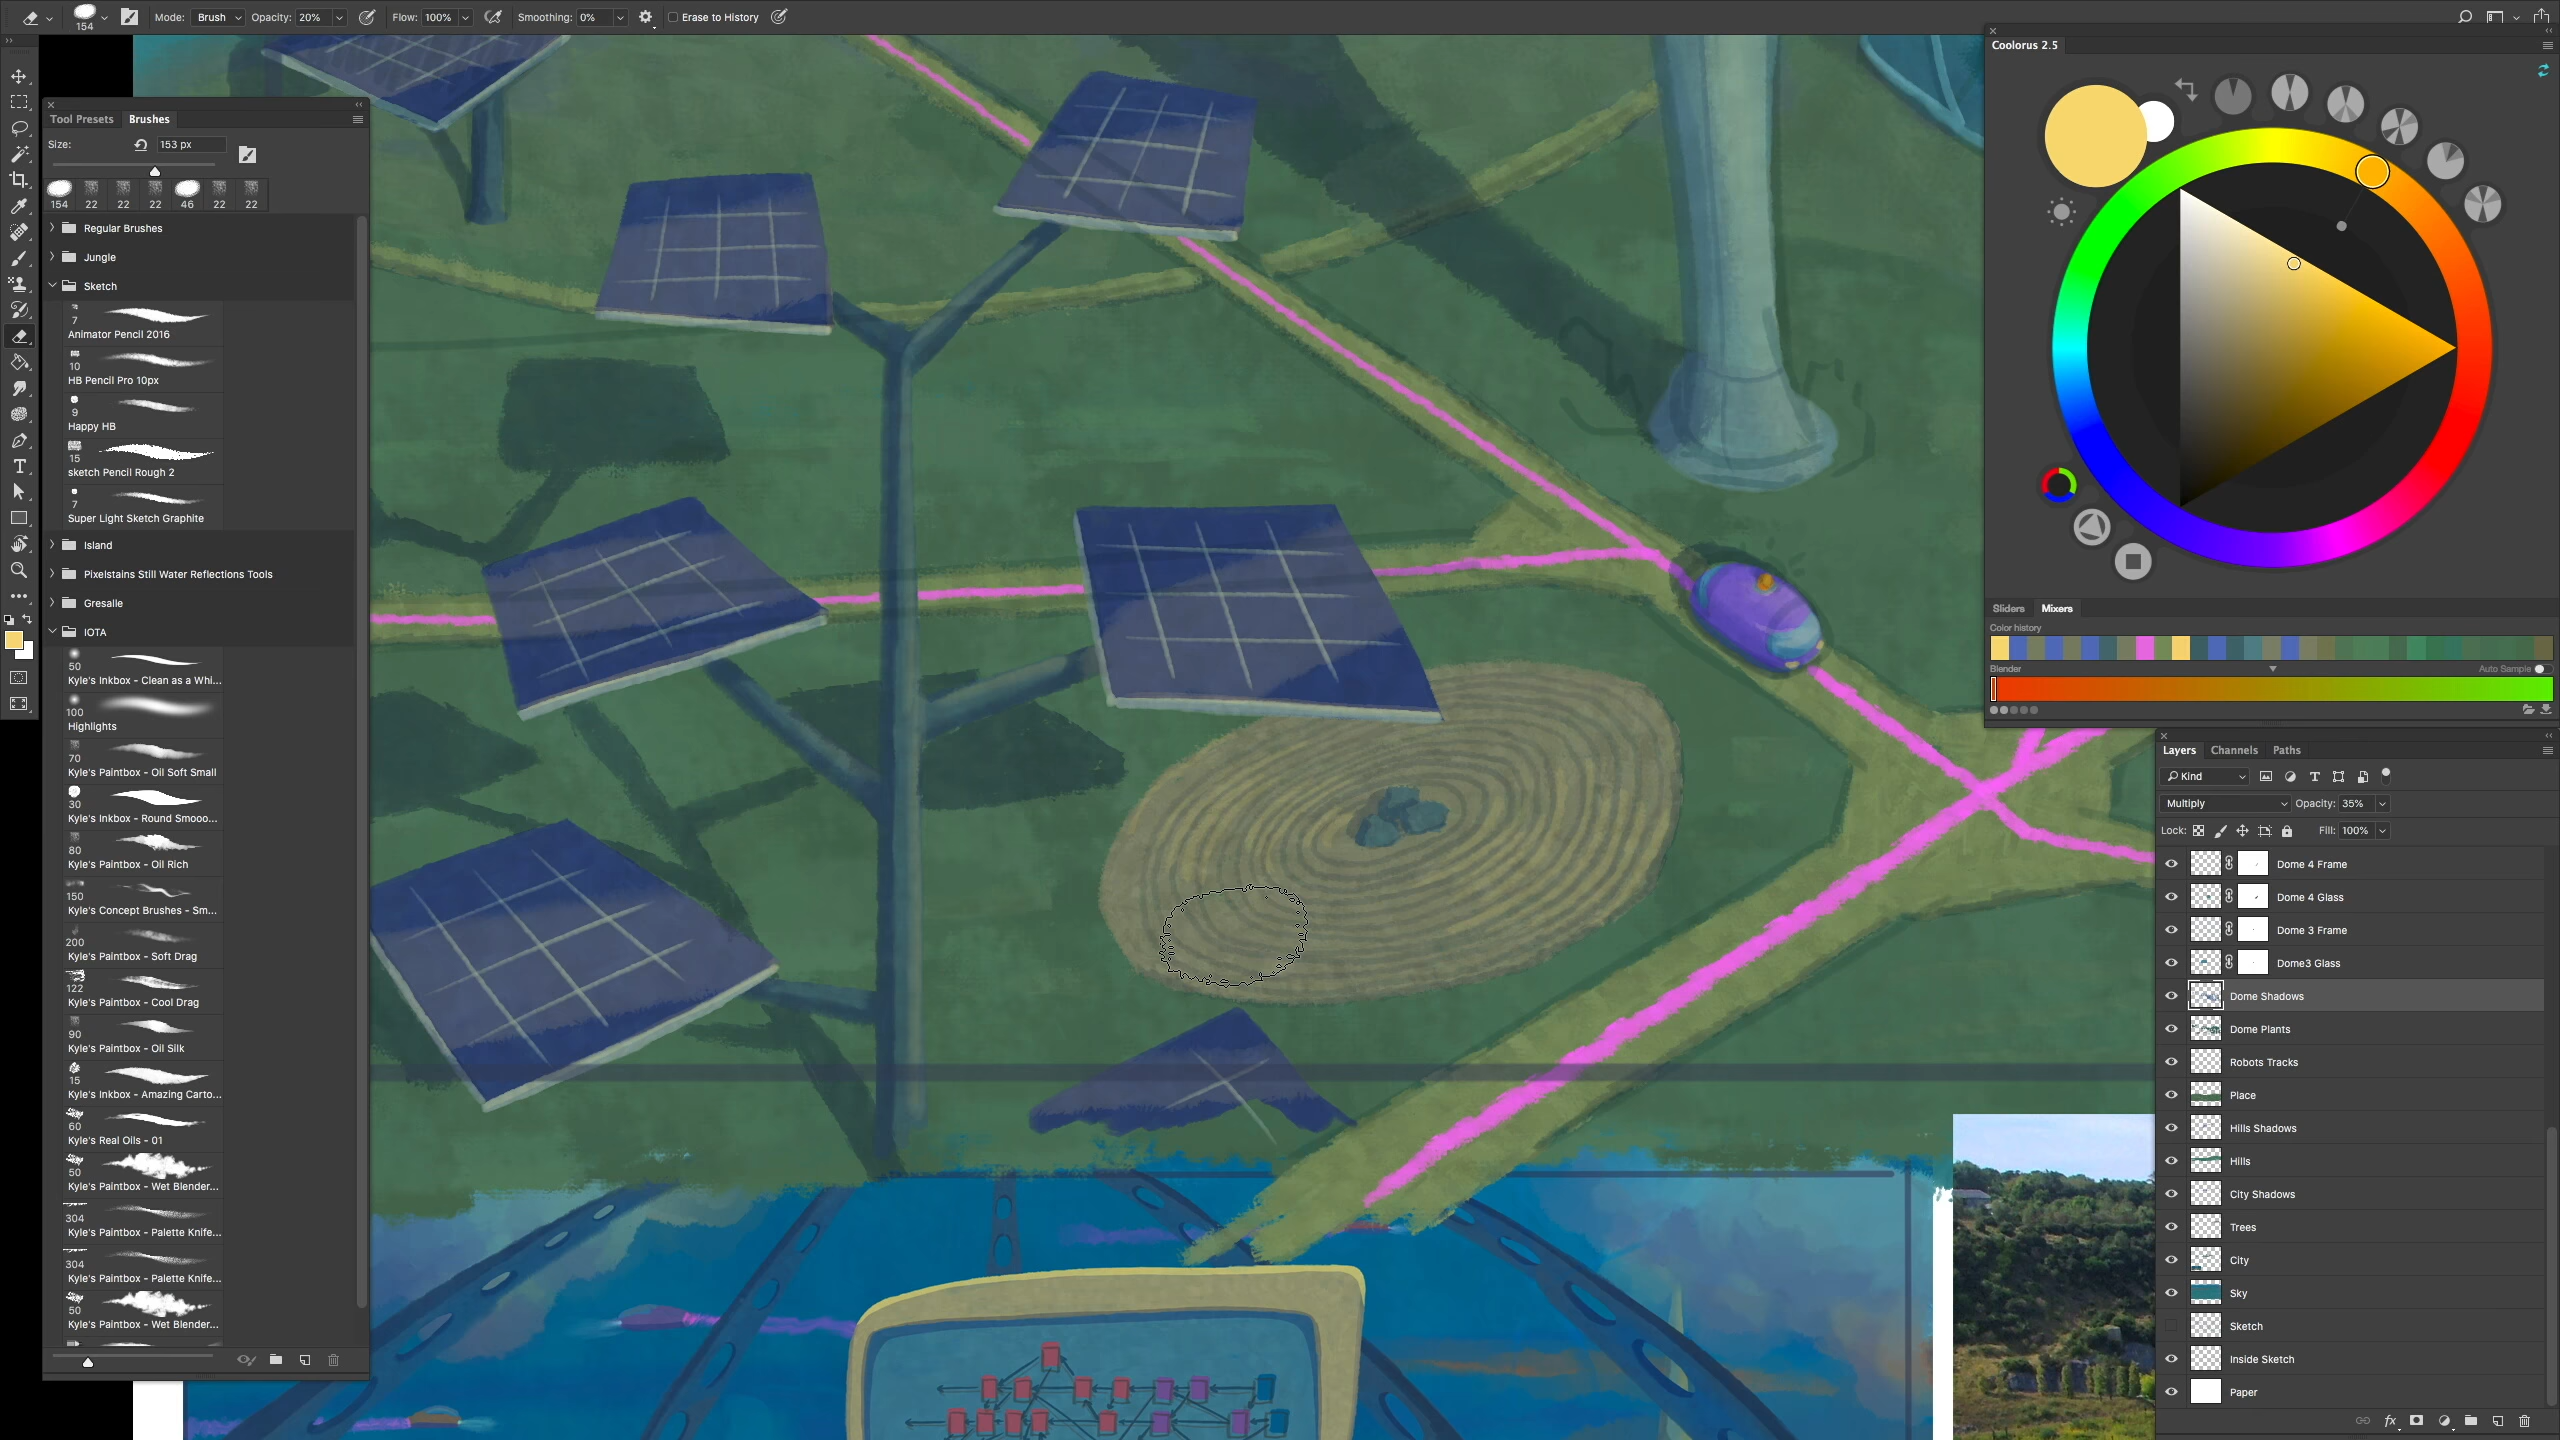 154
Mode: Brush
Opacity: 20%
Flow: 100%
Smoothing: 0%
Erase to History
Tool Presets
Brushes
Size:
153 px
154
22
22
22
46
22
22
Regular Brushes
Jungle
Sketch
7
Animator Pencil 2016
10
HB Pencil Pro 10px
9
Happy HB
15
sketch Pencil Rough 2
7
Super Light Sketch Graphite
Island
Pixelstains Still Water Reflections Tools
Gresalle
IOTA
50
Kyle's Inkbox - Clean as a Whi...
100
Highlights
70
Kyle's Paintbox - Oil Soft Small
30
Kyle's Inkbox - Round Smooo...
80
Kyle's Paintbox - Oil Rich
150
Kyle's Concept Brushes - Sm...
200
Kyle's Paintbox - Soft Drag
122
Kyle's Paintbox - Cool Drag
90
Kyle's Paintbox - Oil Silk
15
Kyle's Inkbox - Amazing Carto...
60
Kyle's Real Oils - 01
50
Kyle's Paintbox - Wet Blender...
304
Kyle's Paintbox - Palette Knife...
304
Kyle's Paintbox - Palette Knife...
50
Kyle's Paintbox - Wet Blender...
Coolorus 2.5
Sliders
Mixers
Color history
Blender
Auto Sample
Layers
Channels
Paths
Kind
Multiply
Opacity: 35%
Lock:
Fill: 100%
Dome 4 Frame
Dome 4 Glass
Dome 3 Frame
Dome3 Glass
Dome Shadows
Dome Plants
Robots Tracks
Place
Hills Shadows
Hills
City Shadows
Trees
City
Sky
Sketch
Inside Sketch
Paper
fx